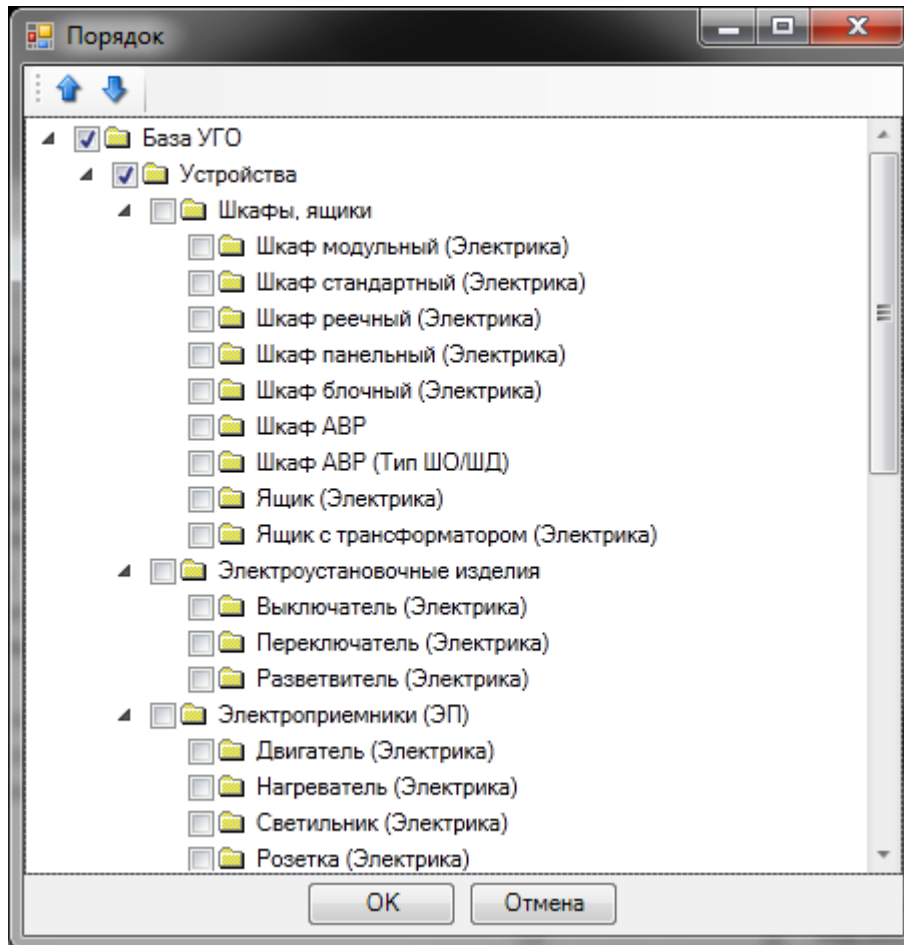 Порядок
База УГО
Устройства
Шкафы, ящики
Шкаф модульный (Электрика)
Шкаф стандартный (Электрика)
Шкаф реечный (Электрика)
Шкаф панельный (Электрика)
Шкаф блочный (Электрика)
Шкаф АВР
Шкаф АВР (Тип ШО/ШД)
Ящик (Электрика)
Ящик с трансформатором (Электрика)
Электроустановочные изделия
Выключатель (Электрика)
Переключатель (Электрика)
Разветвитель (Электрика)
Электроприемники (ЭП)
Двигатель (Электрика)
Нагреватель (Электрика)
Светильник (Электрика)
Розетка (Электрика)
OK Отмена